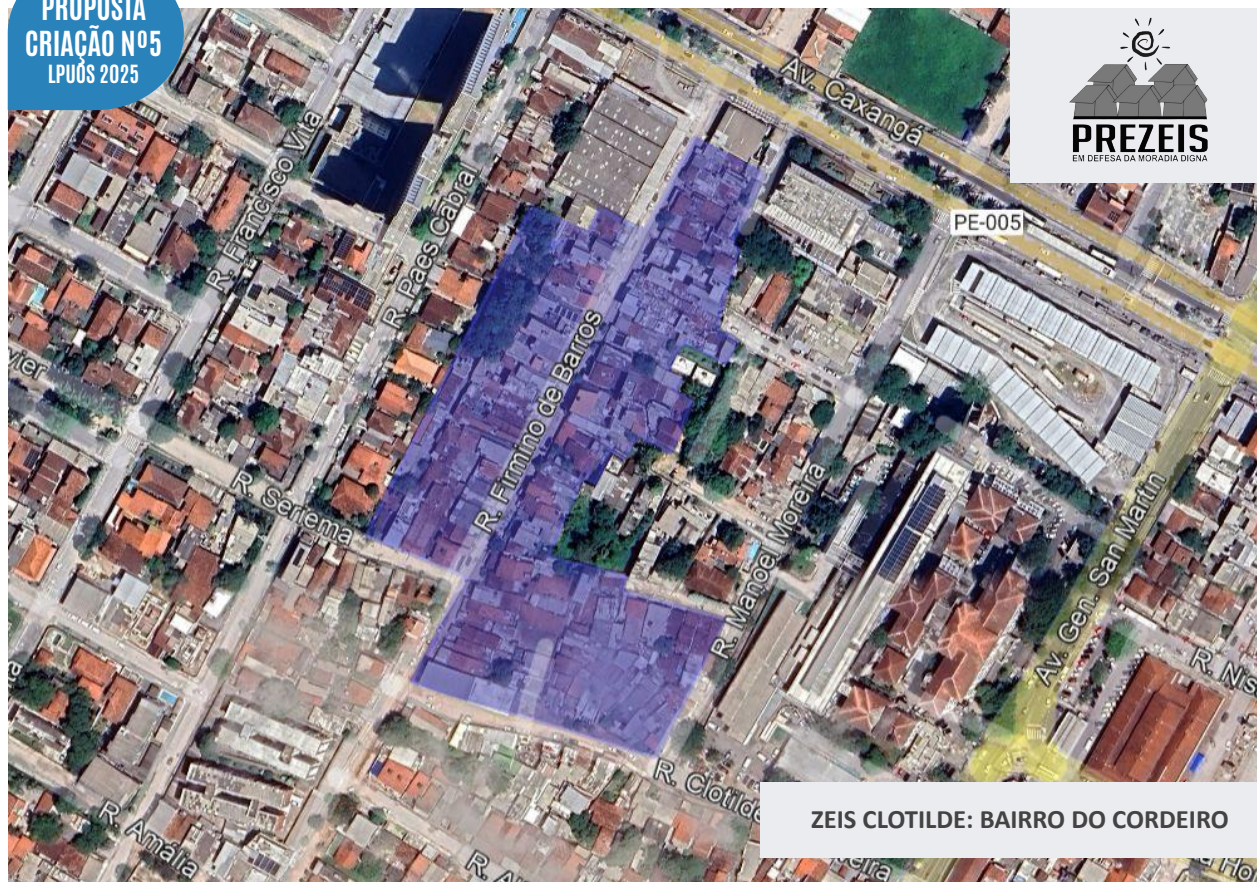 PROPOSTA
CRIAÇÃO Nº5
LPUOS 2025
PREZEIS
EM DEFESA DA MORADIA DIGNA
Av. Caxangá
PE-005
R. Francisco Vita
R. Paes Cabral
R. Firmino de Barros
R. Seriema
R. Manoel Moreira
Av. Gen. San Martin
R. Clotilde
R. Amália
ZEIS CLOTILDE: BAIRRO DO CORDEIRO